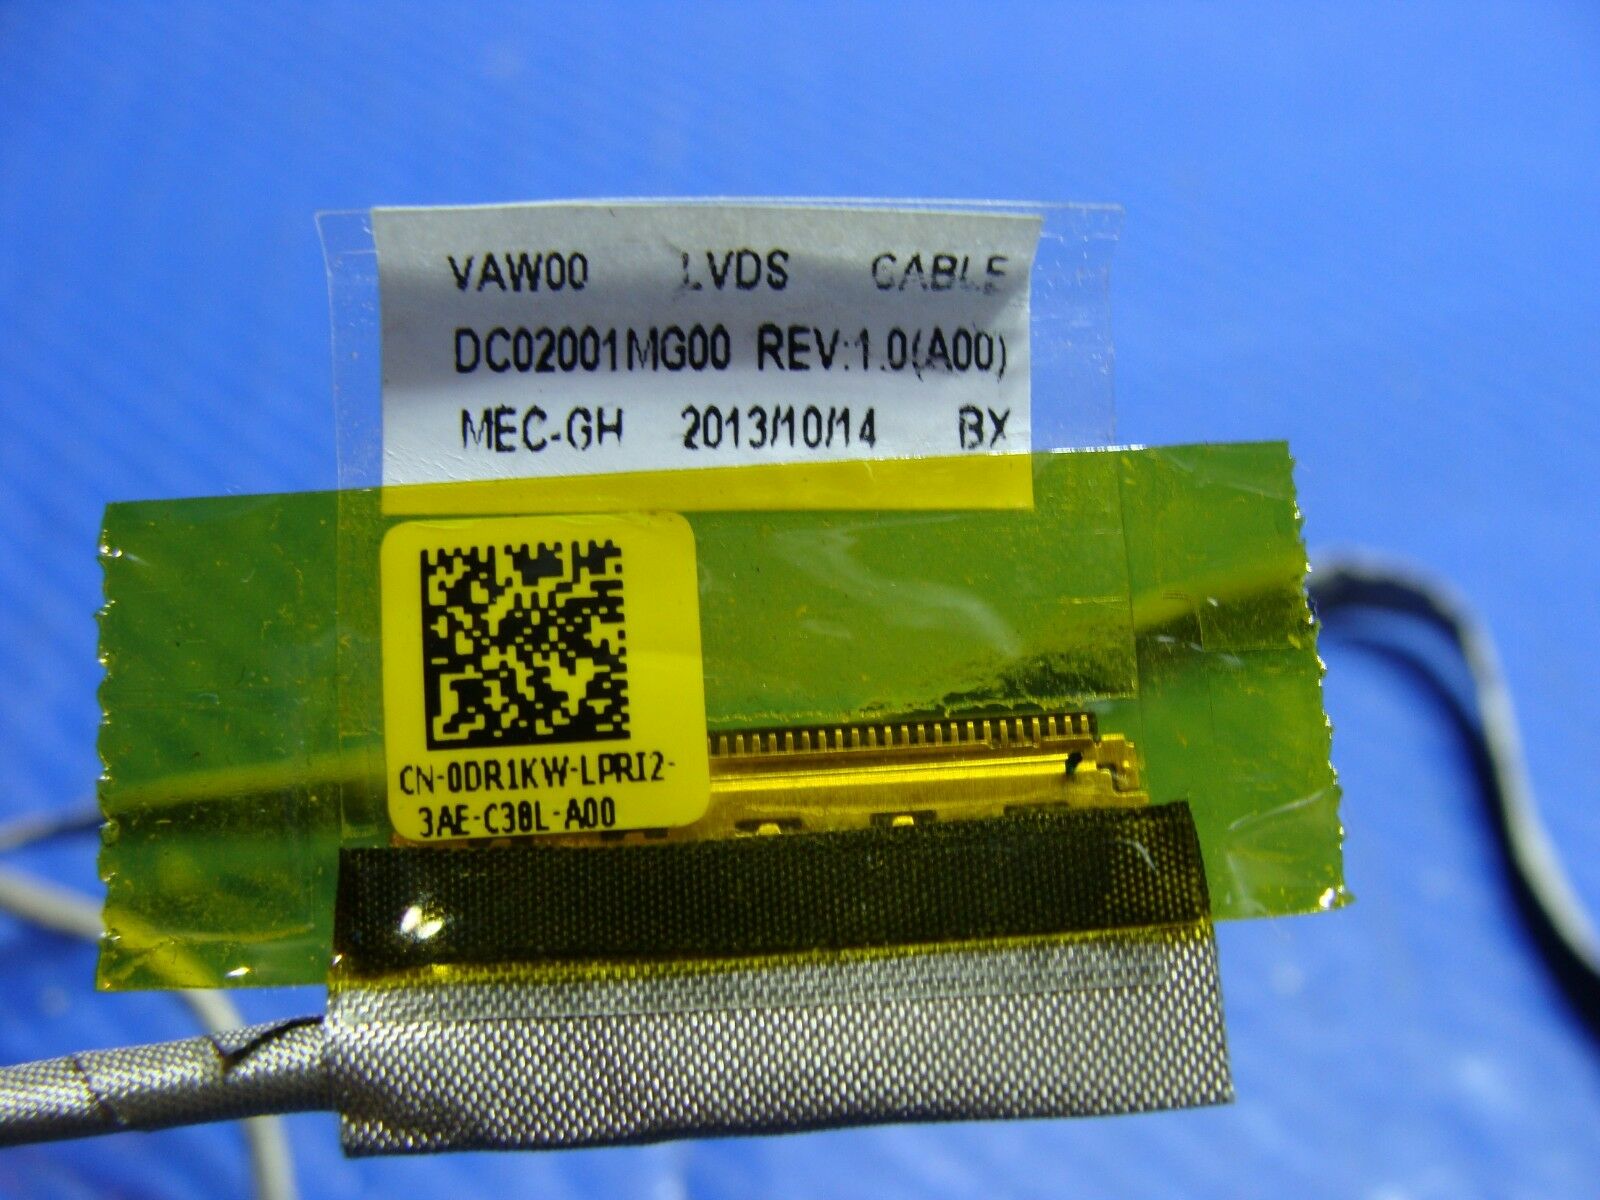 VAW00 LVDS CABLE
DC02001MG00 REV:1.0(A00)
MEC-GH 2013/10/14 BX
CN-0DR1KW-LPRI2-
3AE-C38L-A00